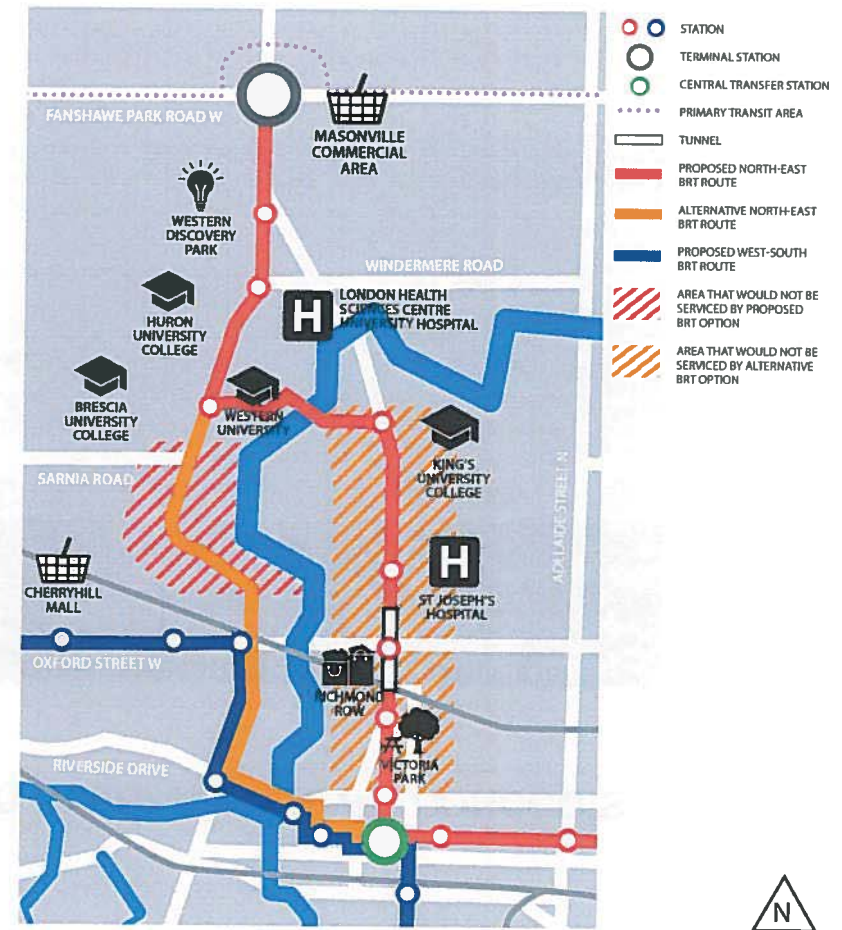 STATION
TERMINAL STATION
CENTRAL TRANSFER STATION
PRIMARY TRANSIT AREA
TUNNEL
PROPOSED NORTH-EAST
BRT ROUTE
ALTERNATIVE NORTH-EAST
BRT ROUTE
PROPOSED WEST-SOUTH
BRT ROUTE
AREA THAT WOULD NOT BE
SERVICED BY PROPOSED
BRT OPTION
AREA THAT WOULD NOT BE
SERVICED BY ALTERNATIVE
BRT OPTION
FANSHAWE PARK ROAD W
MASONVILLE
COMMERCIAL
AREA
WESTERN
DISCOVERY
PARK
WINDERMERE ROAD
H
LONDON HEALTH
SCIENCES CENTRE
UNIVERSITY HOSPITAL
HURON
UNIVERSITY
COLLEGE
BRESCIA
UNIVERSITY
COLLEGE
WESTERN
UNIVERSITY
KING'S
UNIVERSITY
COLLEGE
SARNIA ROAD
ADELAIDE STREET N
H
ST JOSEPH'S
HOSPITAL
CHERRYHILL
MALL
OXFORD STREET W
RICHMOND
ROW
VICTORIA
PARK
RIVERSIDE DRIVE
N